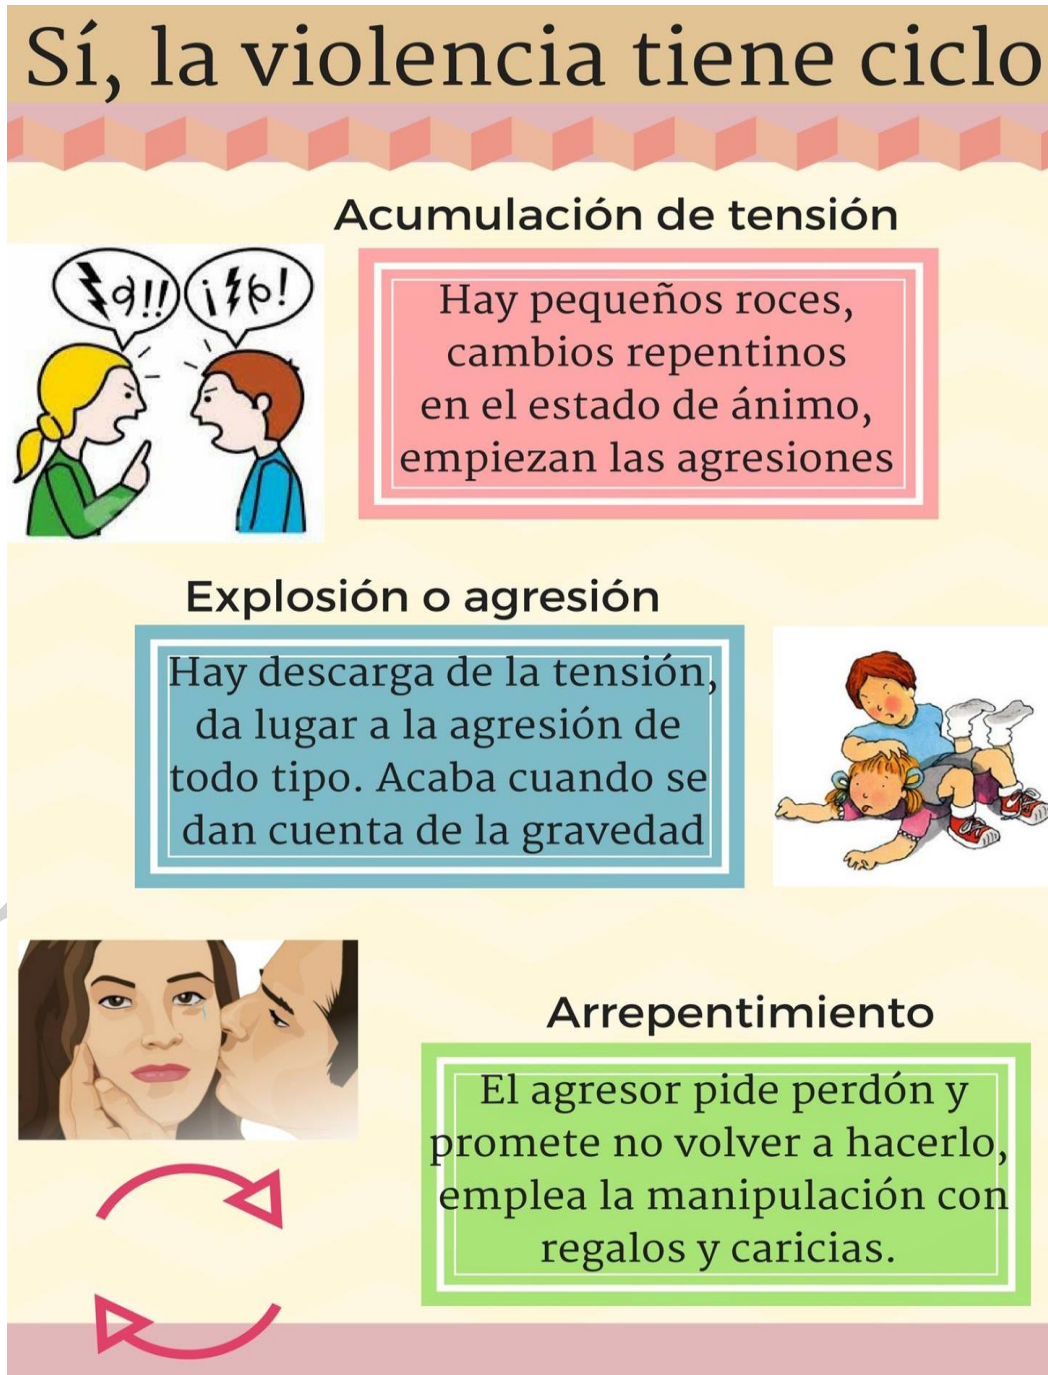 Sí, la violencia tiene ciclo
Acumulación de tensión
Hay pequeños roces,
cambios repentinos
en el estado de ánimo,
empiezan las agresiones
Explosión o agresión
Hay descarga de la tensión,
da lugar a la agresión de
todo tipo. Acaba cuando se
dan cuenta de la gravedad
Arrepentimiento
El agresor pide perdón y
promete no volver a hacerlo,
emplea la manipulación con
regalos y caricias.